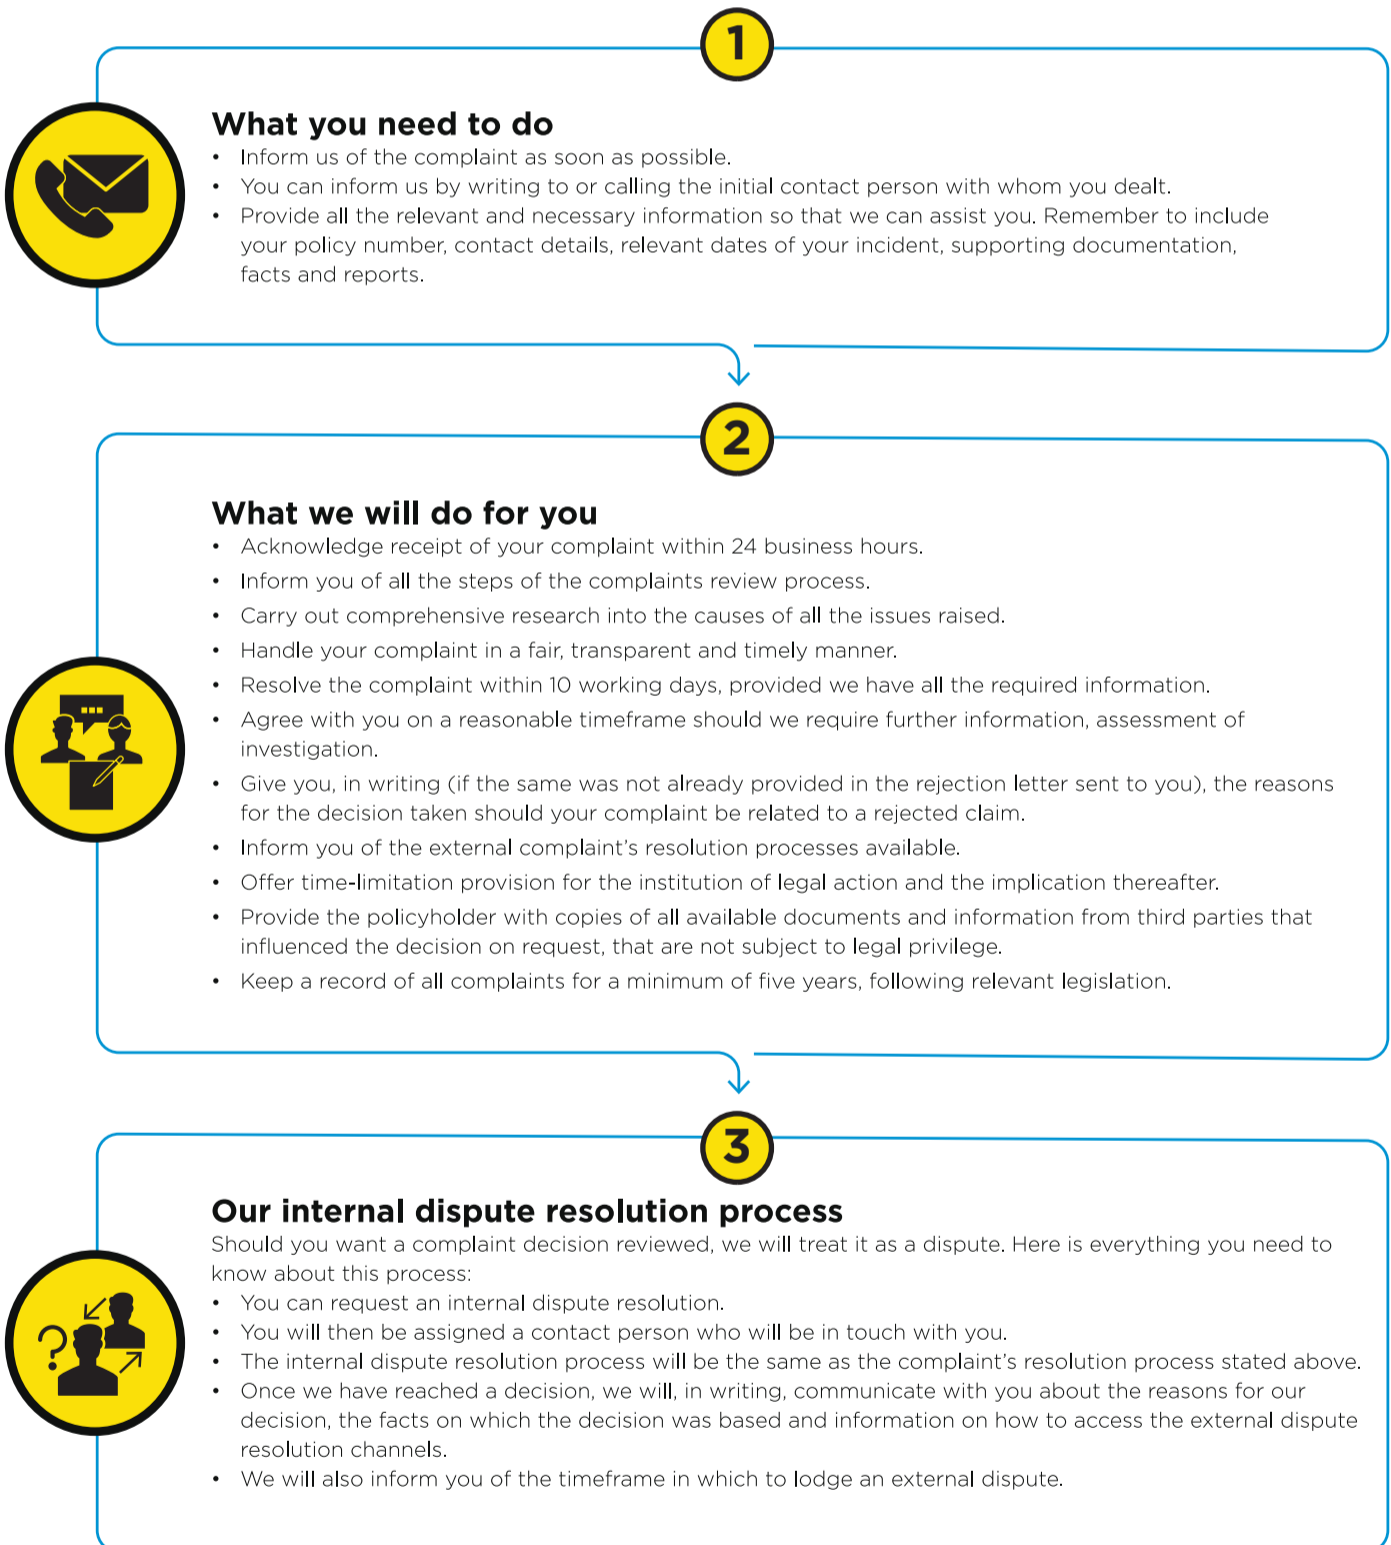 1
What you need to do
• Inform us of the complaint as soon as possible.
• You can inform us by writing to or calling the initial contact person with whom you dealt.
• Provide all the relevant and necessary information so that we can assist you. Remember to include
your policy number, contact details, relevant dates of your incident, supporting documentation,
facts and reports.
2
What we will do for you
• Acknowledge receipt of your complaint within 24 business hours.
• Inform you of all the steps of the complaints review process.
• Carry out comprehensive research into the causes of all the issues raised.
• Handle your complaint in a fair, transparent and timely manner.
• Resolve the complaint within 10 working days, provided we have all the required information.
• Agree with you on a reasonable timeframe should we require further information, assessment of
investigation.
• Give you, in writing (if the same was not already provided in the rejection letter sent to you), the reasons
for the decision taken should your complaint be related to a rejected claim.
• Inform you of the external complaint’s resolution processes available.
• Offer time-limitation provision for the institution of legal action and the implication thereafter.
• Provide the policyholder with copies of all available documents and information from third parties that
influenced the decision on request, that are not subject to legal privilege.
• Keep a record of all complaints for a minimum of five years, following relevant legislation.
3
Our internal dispute resolution process
Should you want a complaint decision reviewed, we will treat it as a dispute. Here is everything you need to
know about this process:
• You can request an internal dispute resolution.
• You will then be assigned a contact person who will be in touch with you.
• The internal dispute resolution process will be the same as the complaint’s resolution process stated above.
• Once we have reached a decision, we will, in writing, communicate with you about the reasons for our
decision, the facts on which the decision was based and information on how to access the external dispute
resolution channels.
• We will also inform you of the timeframe in which to lodge an external dispute.